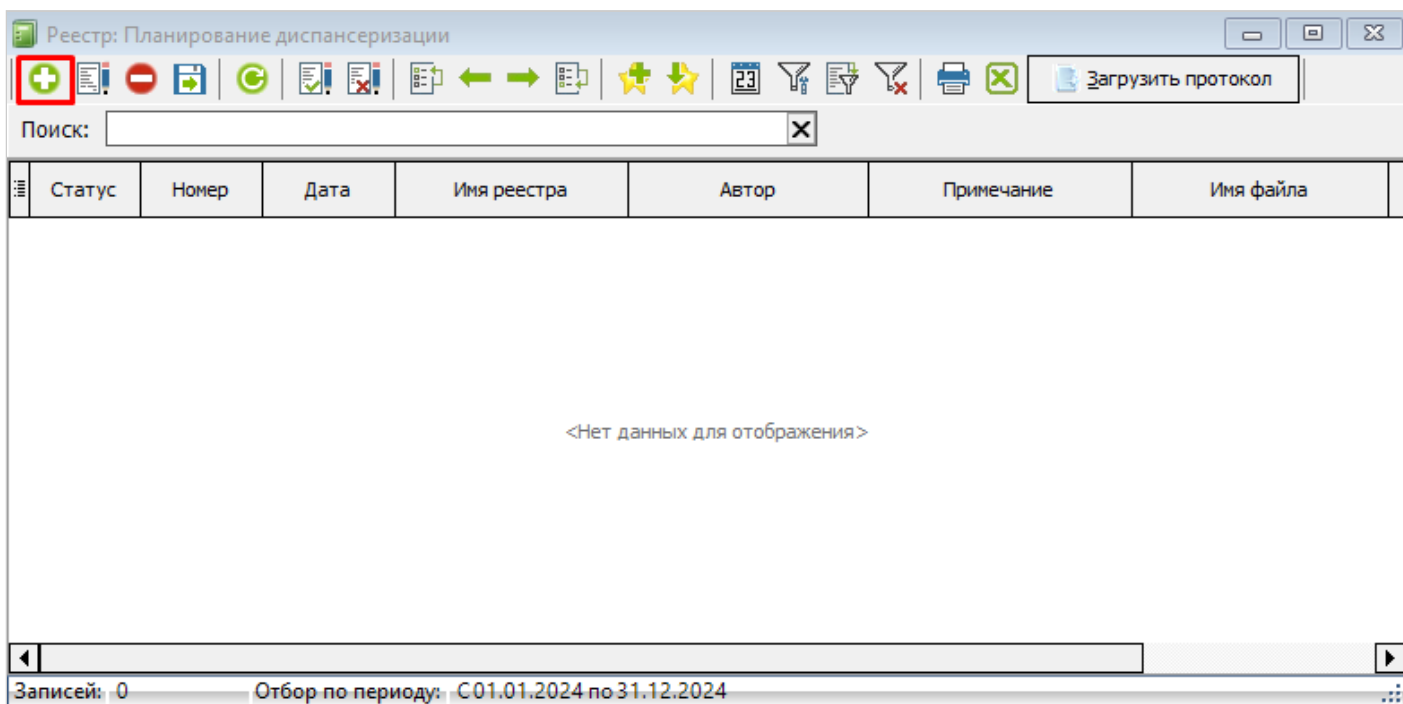 Реестр: Планирование диспансеризации
23 Загрузить протокол
Поиск:
Статус Номер Дата Имя реестра Автор Примечание Имя файла
<Нет данных для отображения>
Записей: 0 Отбор по периоду: С 01.01.2024 по 31.12.2024